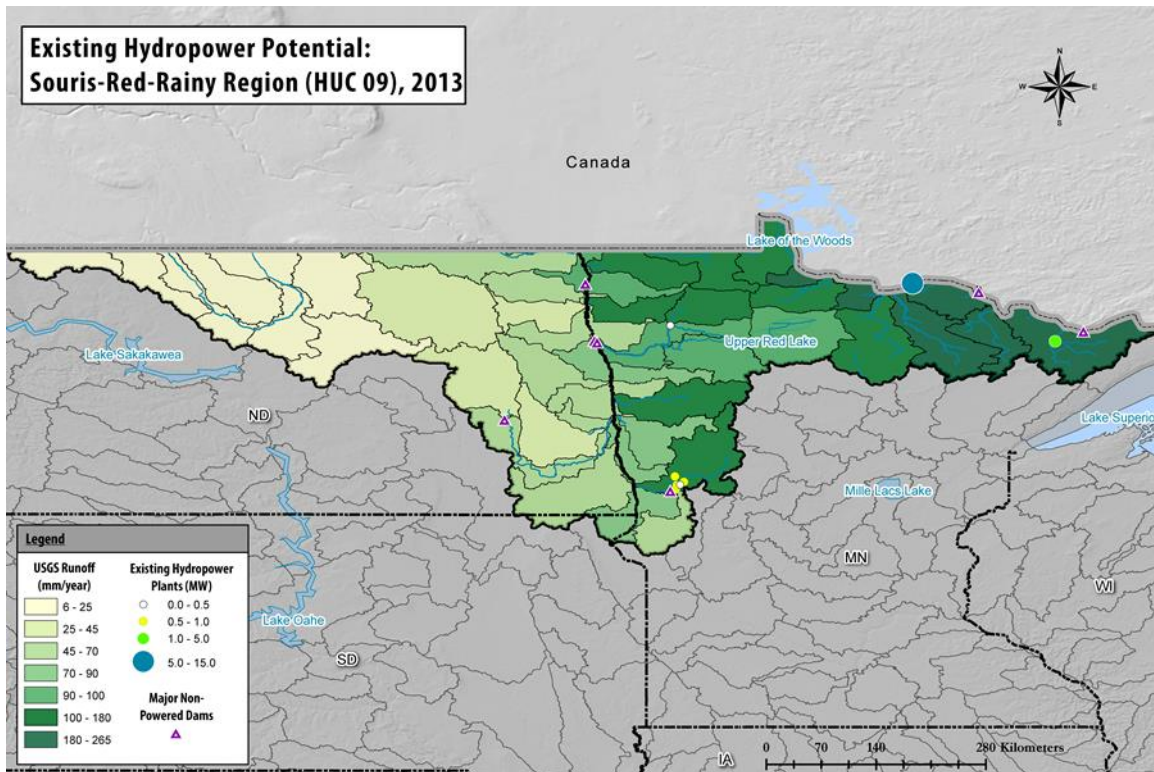 Existing Hydropower Potential:
Souris-Red-Rainy Region (HUC 09), 2013
N
W
E
S
Canada
Lake of the Woods
Lake Sakakawea
Upper Red Lake
Lake Superio
ND
Mille Lacs Lake
MN
WI
Lake Oahe
SD
IA
Legend
USGS Runoff
(mm/year)
6 - 25
25 - 45
45 - 70
70 - 90
90 - 100
100 - 180
180 - 265
Existing Hydropower
Plants (MW)
0.0 - 0.5
0.5 - 1.0
1.0 - 5.0
5.0 - 15.0
Major Non-
Powered Dams
0 70 140 280 Kilometers